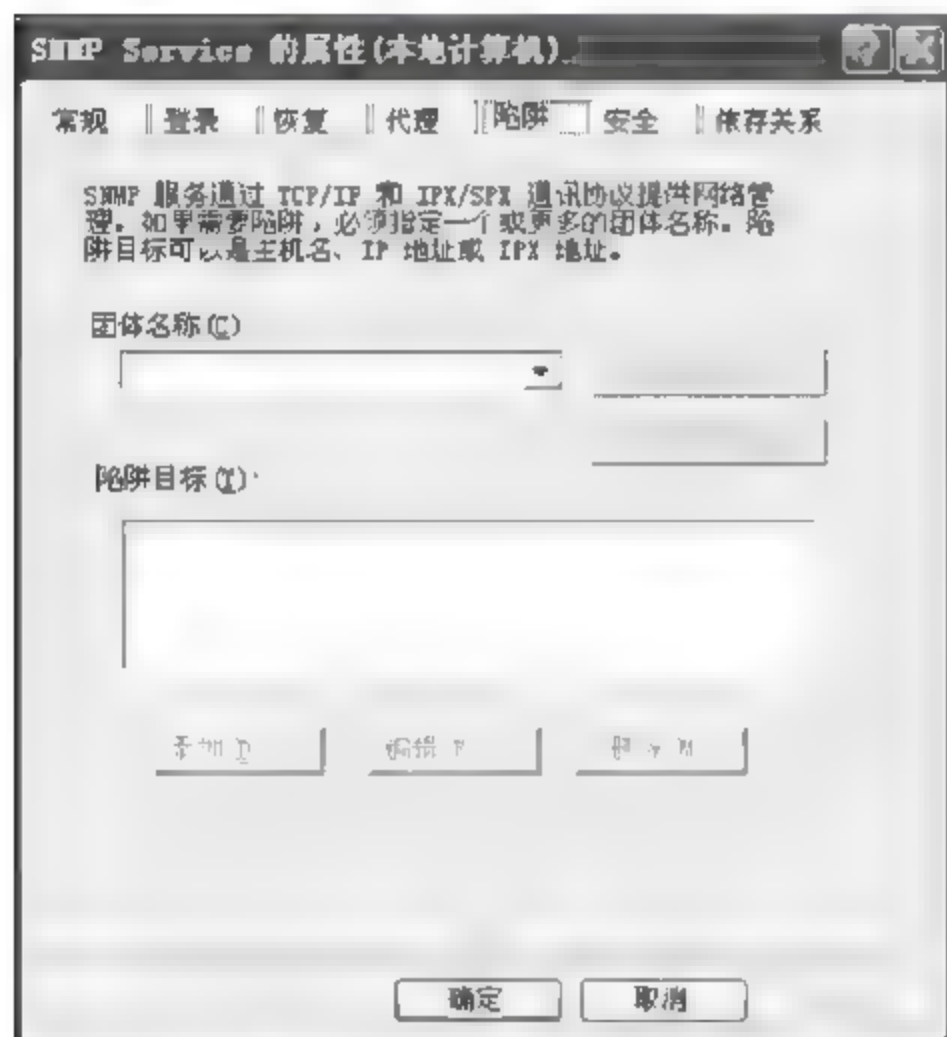 SNMP Service 的属性(本地计算机)
常规 登录 恢复 代理 陷阱 安全 依存关系
SNMP 服务通过 TCP/IP 和 IPX/SPX 通讯协议提供网络管
理。如果需要陷阱，必须指定一个或更多的团体名称。陷
阱目标可以是主机名、IP 地址或 IPX 地址。
团体名称(C)
陷阱目标(T):
编辑
确定 取消